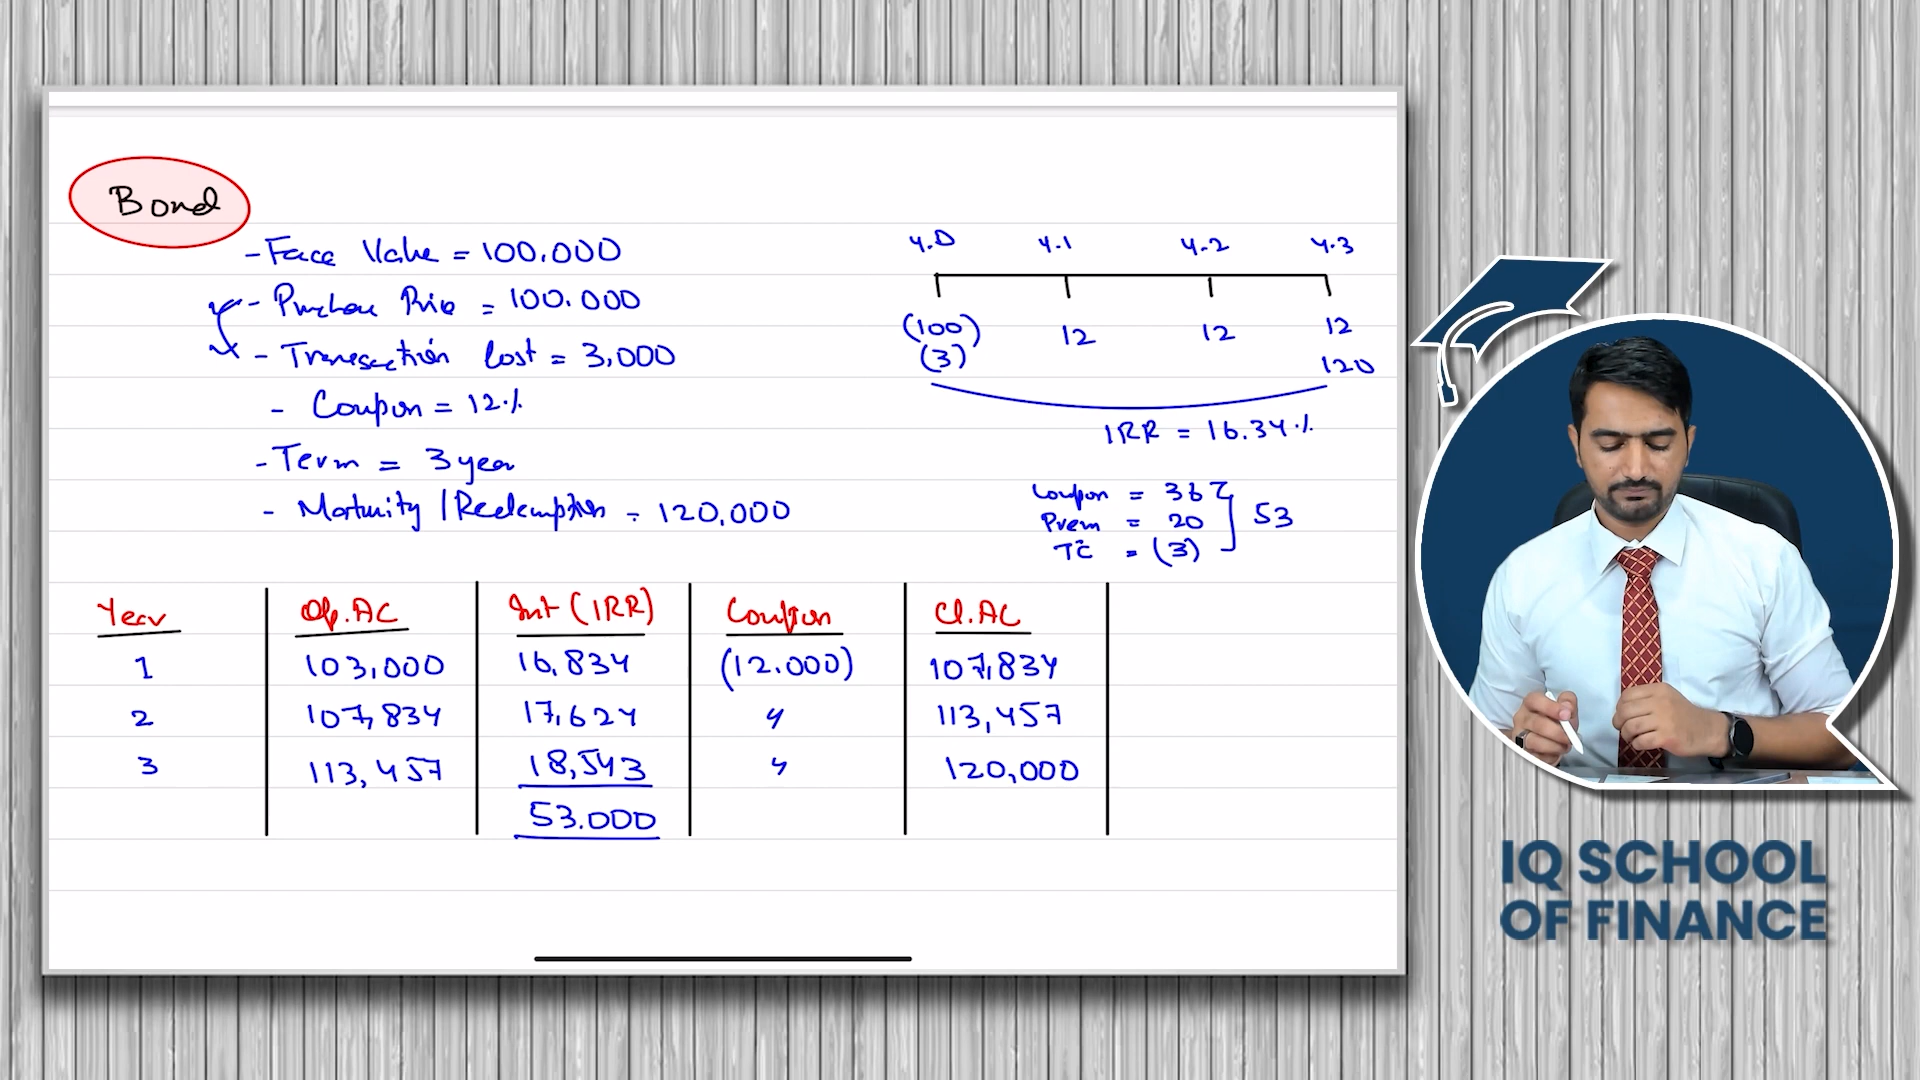 Bond
- Face Value = 100,000
- Purchase Price = 100,000
- Transaction Cost = 3,000
- Coupon = 12%
- Term = 3 year
- Maturity / Redemption = 120,000
Y.0 Y.1 Y.2 Y.3
(100) 12 12 12
(3) 120
IRR = 16.34%
Coupon = 36
Prem = 20 53
TC = (3)
Year Op.AC Int (IRR) Coupon Cl.AC
1 103,000 16,834 (12.000) 107,834
2 107,834 17,624 " 113,457
3 113,457 18,543 " 120,000
53.000
IQ SCHOOL
OF FINANCE